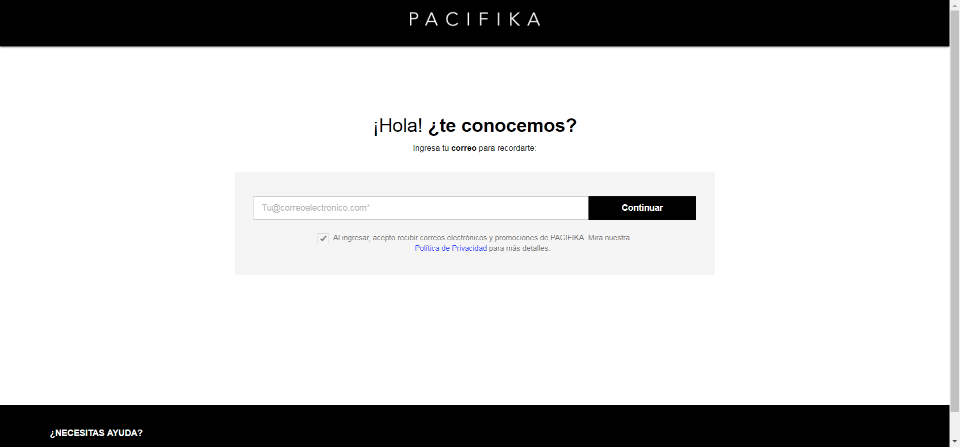 PACIFIKA
¡Hola! ¿te conocemos?
Ingresa tu correo para recordarte:
Tu@correoelectronico.com*
Continuar
Al ingresar, acepto recibir correos electrónicos y promociones de PACIFIKA. Mira nuestra
Política de Privacidad para más detalles.
¿NECESITAS AYUDA?